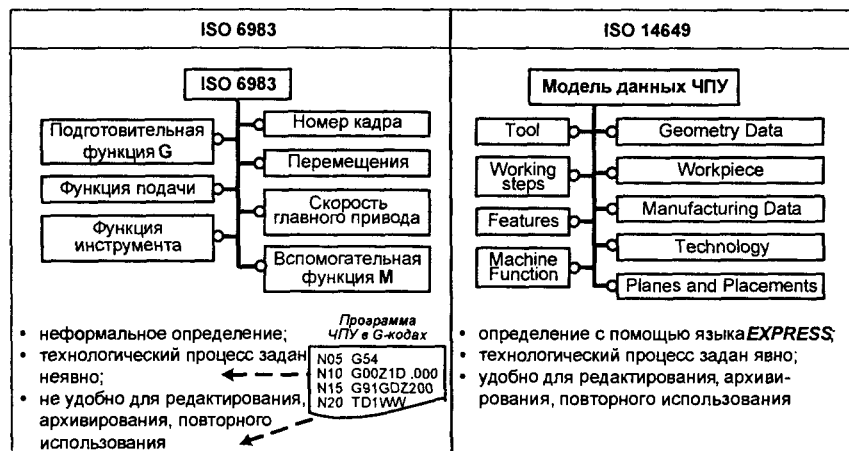 ISO 6983
ISO 14649
ISO 6983
Подготовительная
функция G
Функция подачи
Функция
инструмента
Номер кадра
Перемещения
Скорость
главного привода
Вспомогательная
функция М
Модель данных ЧПУ
Tool
Working
steps
Features
Machine
Function
Geometry Data
Workpiece
Manufacturing Data
Technology
Planes and Placements
• неформальное определение;
• технологический процесс задан
неявно;
• не удобно для редактирования,
архивирования, повторного
использования
Программа
ЧПУ в G-кодах
N05 G54
N10 G00Z1D .000
N15 G91GDZ200
N20 TD1WW
• определение с помощью языка EXPRESS;
• технологический процесс задан явно;
• удобно для редактирования, архиви-
рования, повторного использования